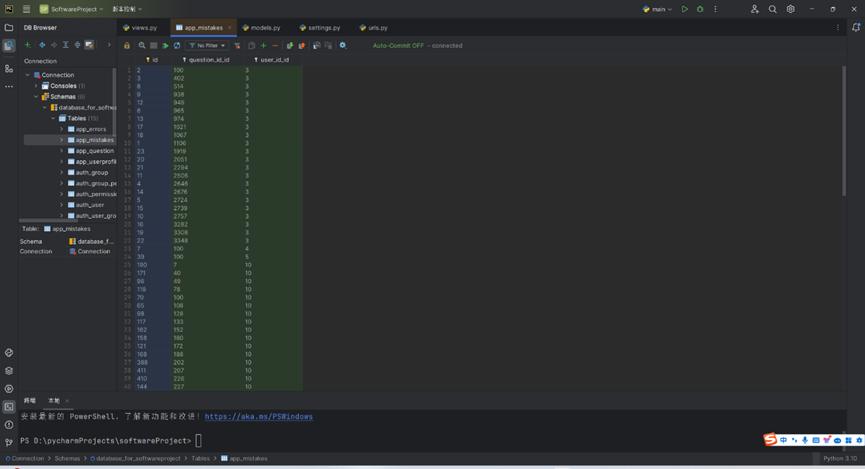 SP SoftwareProject 版本控制 main
DB Browser views.py app_mistakes models.py settings.py urls.py
No Filter Auto-Commit OFF - connected
Connection id question_id_id user_id_id
Connection
Consoles (1)
Schemas (6)
database_for_softwa
Tables (15)
app_errors
app_mistakes
app_question
app_userprofil
auth_group
auth_group_pe
auth_permissio
auth_user
auth_user_gro
Table: app_mistakes
Schema database_f...
Connection Connection
1 2 100 3
2 3 402 3
3 8 514 3
4 9 938 3
5 12 949 3
6 6 965 3
7 13 974 3
8 17 1021 3
9 18 1067 3
10 1 1106 3
11 23 1919 3
12 20 2051 3
13 21 2294 3
14 11 2506 3
15 4 2646 3
16 14 2676 3
17 5 2724 3
18 15 2739 3
19 10 2757 3
20 16 3282 3
21 19 3308 3
22 22 3348 3
23 7 100 4
24 39 100 5
25 190 7 10
26 171 40 10
27 96 49 10
28 119 78 10
29 70 100 10
30 65 108 10
31 98 128 10
32 117 133 10
33 162 152 10
34 158 160 10
35 121 172 10
36 169 186 10
37 388 202 10
38 411 207 10
39 410 226 10
40 144 227 10
终端 本地
安装最新的 PowerShell，了解新功能和改进！https://aka.ms/PSWindows
PS D:\pycharmProjects\softwareProject>
中
Connection Schemas database_for_softwareproject Tables app_mistakes Python 3.10